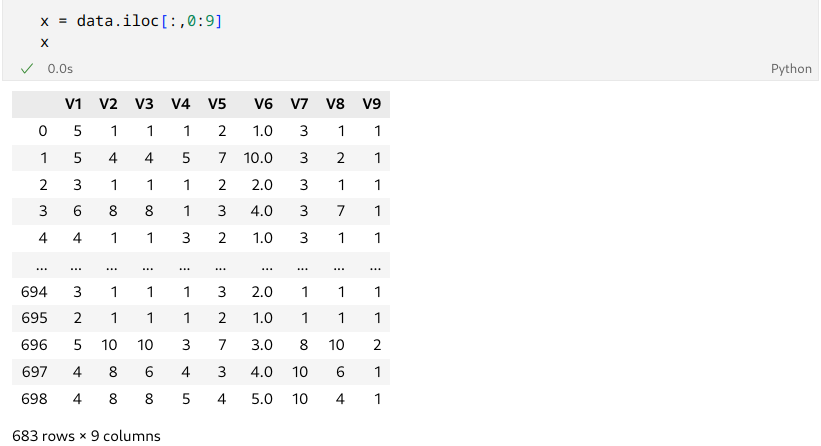 x = data.iloc[:,0:9]
x
✓ 0.0s Python
V1 V2 V3 V4 V5 V6 V7 V8 V9
0 5 1 1 1 2 1.0 3 1 1
1 5 4 4 5 7 10.0 3 2 1
2 3 1 1 1 2 2.0 3 1 1
3 6 8 8 1 3 4.0 3 7 1
4 4 1 1 3 2 1.0 3 1 1
... ... ... ... ... ... ... ... ... ...
694 3 1 1 1 3 2.0 1 1 1
695 2 1 1 1 2 1.0 1 1 1
696 5 10 10 3 7 3.0 8 10 2
697 4 8 6 4 3 4.0 10 6 1
698 4 8 8 5 4 5.0 10 4 1
683 rows × 9 columns